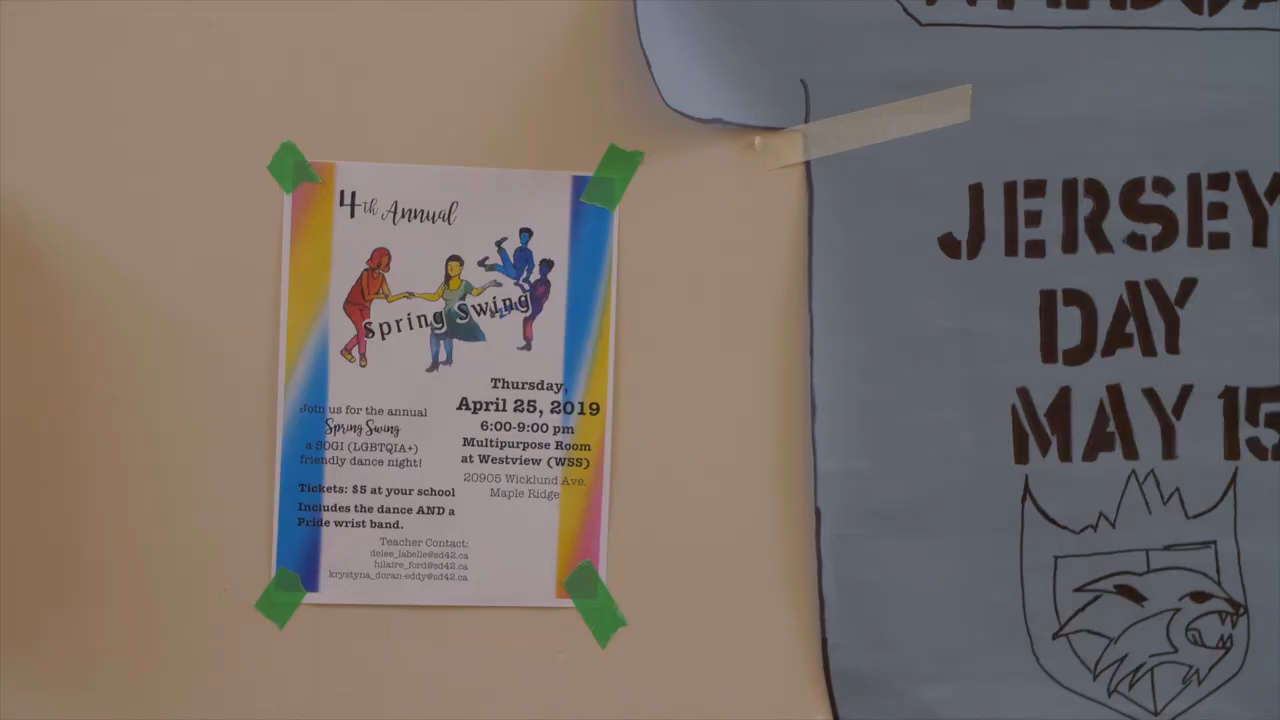 4th Annual
Spring Swing
Thursday,
April 25, 2019
6:00-9:00 pm
Multipurpose Room
at Westview (WSS)
20905 Wicklund Ave.
Maple Ridge
Join us for the annual
Spring Swing
a SOGI (LGBTQIA+)
friendly dance night!
Tickets: $5 at your school
Includes the dance AND a
Pride wrist band.
Teacher Contact:
delee_labelle@sd42.ca
hilaire_ford@sd42.ca
krystyna_doran-eddy@sd42.ca
JERSEY
DAY
MAY 15